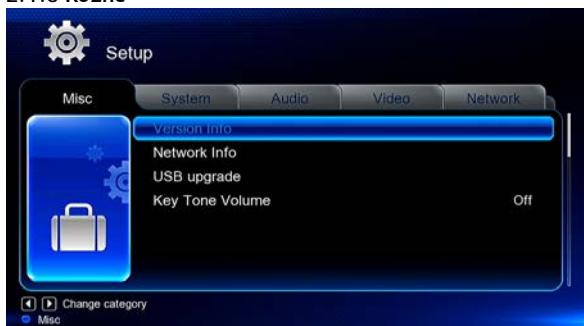 Setup
Misc System Audio Video Network
Version Info
Network Info
USB upgrade
Key Tone Volume Off
Change category
Misc